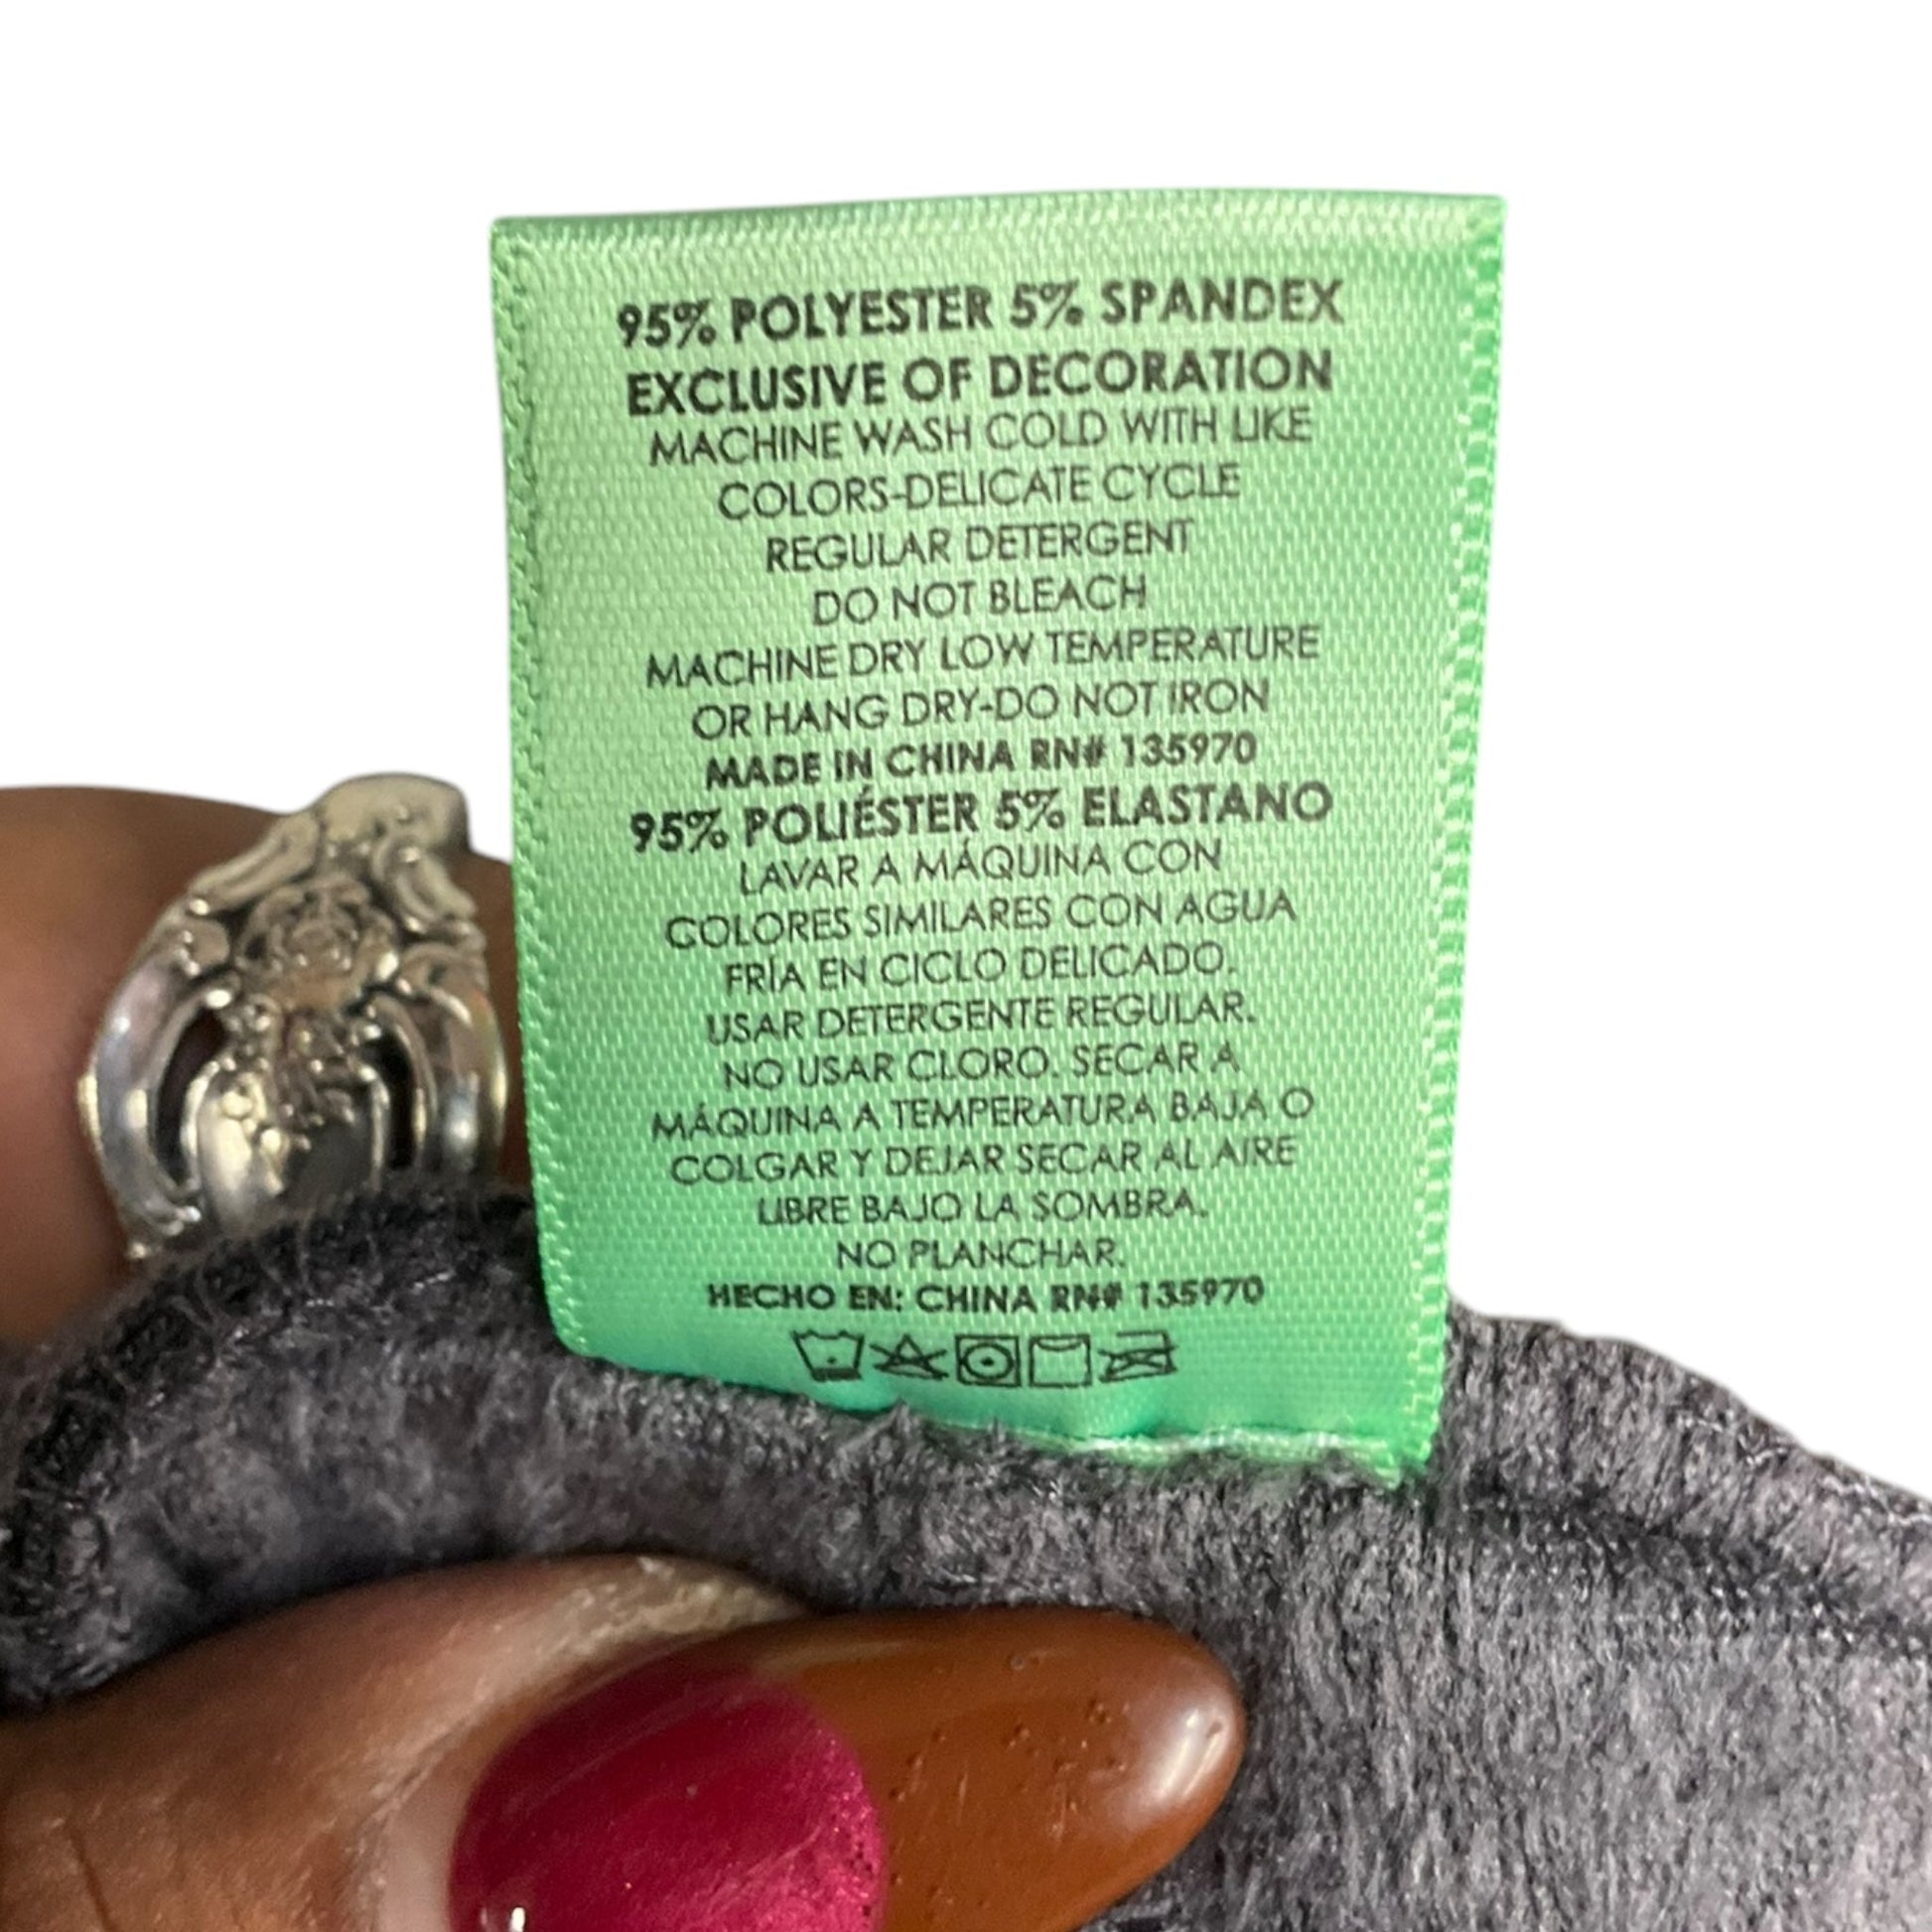 95% POLYESTER 5% SPANDEX
EXCLUSIVE OF DECORATION
MACHINE WASH COLD WITH LIKE
COLORS-DELICATE CYCLE
REGULAR DETERGENT
DO NOT BLEACH
MACHINE DRY LOW TEMPERATURE
OR HANG DRY-DO NOT IRON
MADE IN CHINA RN# 135970
95% POLIÉSTER 5% ELASTANO
LAVAR A MÁQUINA CON
COLORES SIMILARES CON AGUA
FRÍA EN CICLO DELICADO.
USAR DETERGENTE REGULAR.
NO USAR CLORO. SECAR A
MÁQUINA A TEMPERATURA BAJA O
COLGAR Y DEJAR SECAR AL AIRE
LIBRE BAJO LA SOMBRA.
NO PLANCHAR.
HECHO EN: CHINA RN# 135970